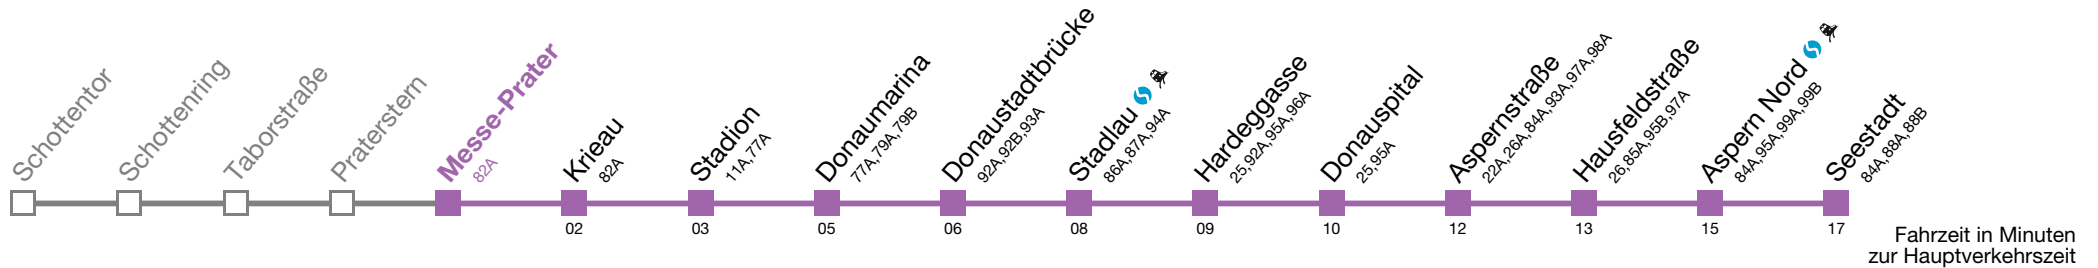 Schottentor
Schottenring
Taborstraße
Praterstern
Messe-Prater
82A
Krieau
82A
02
Stadion
11A,77A
03
Donaumarina
77A,79A,79B
05
Donaustadtbrücke
92A,92B,93A
06
Stadlau
86A,87A,94A
08
Hardeggasse
25,92A,95A,96A
09
Donauspital
25,95A
10
Aspernstraße
22A,26A,84A,93A,97A,98A
12
Hausfeldstraße
26,85A,95B,97A
13
Aspern Nord
84A,95A,99A,99B
15
Seestadt
84A,88A,88B
17
Fahrzeit in Minuten
zur Hauptverkehrszeit